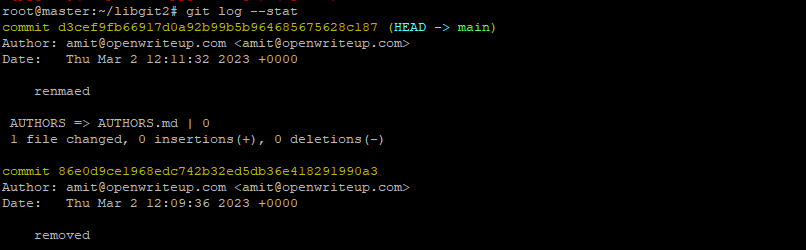 root@master:~/libgit2# git log --stat
commit d3cef9fb66917d0a92b99b5b964685675628c187 (HEAD -> main)
Author: amit@openwriteup.com <amit@openwriteup.com>
Date:   Thu Mar 2 12:11:32 2023 +0000
renmaed
AUTHORS => AUTHORS.md | 0
1 file changed, 0 insertions(+), 0 deletions(-)
commit 86e0d9ce1968edc742b32ed5db36e418291990a3
Author: amit@openwriteup.com <amit@openwriteup.com>
Date:   Thu Mar 2 12:09:36 2023 +0000
removed